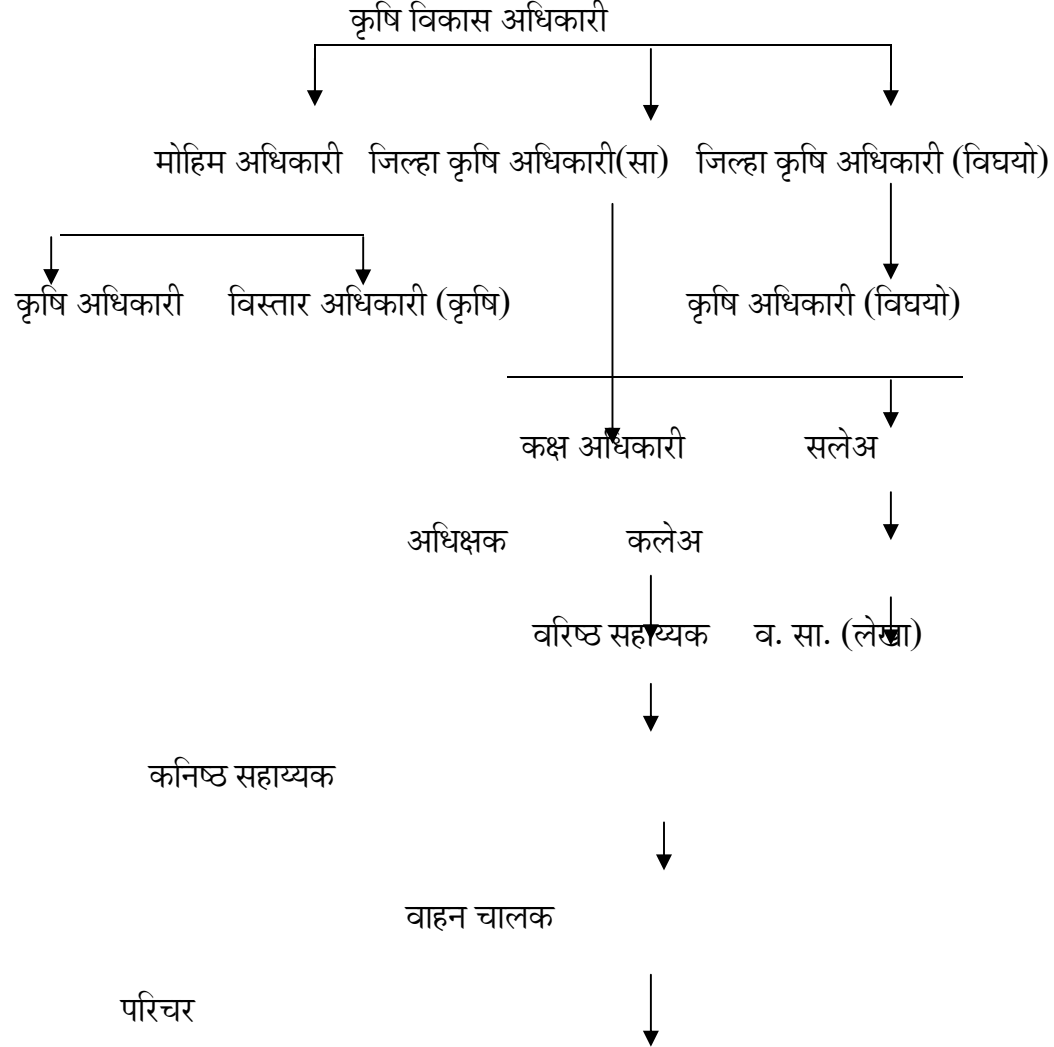 कृषि विकास अधिकारी
मोहिम अधिकारी जिल्हा कृषि अधिकारी(सा) जिल्हा कृषि अधिकारी (विघयो)
कृषि अधिकारी विस्तार अधिकारी (कृषि) कृषि अधिकारी (विघयो)
कक्ष अधिकारी सलेअ
अधिक्षक कलेअ
वरिष्ठ सहाय्यक व. सा. (लेखा)
कनिष्ठ सहाय्यक
वाहन चालक
परिचर